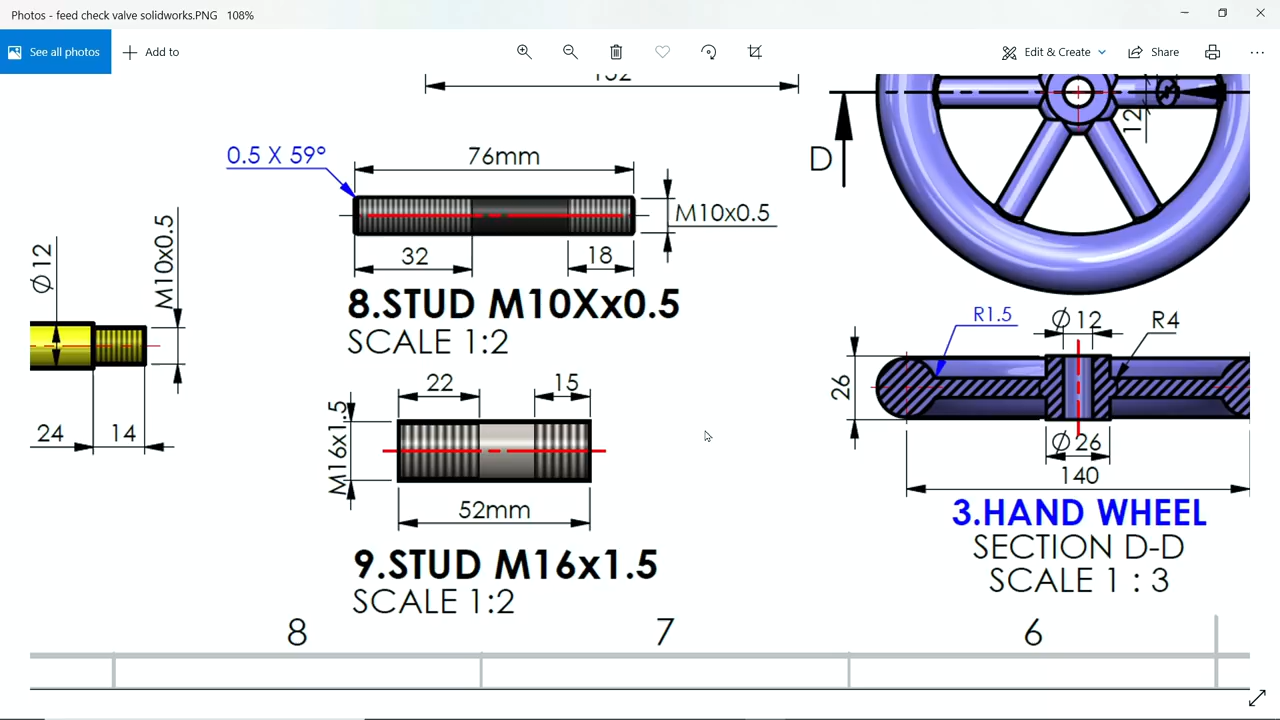 Photos - feed check valve solidworks.PNG 108%
See all photos
Add to
Edit & Create
Share
0.5 X 59°
76mm
M10x0.5
32
18
8.STUD M10Xx0.5
SCALE 1:2
Ø12
M10x0.5
24
14
22
15
M16x1.5
52mm
9.STUD M16x1.5
SCALE 1:2
D
12
R1.5
Ø12
R4
26
Ø26
140
3.HAND WHEEL
SECTION D-D
SCALE 1 : 3
8
7
6